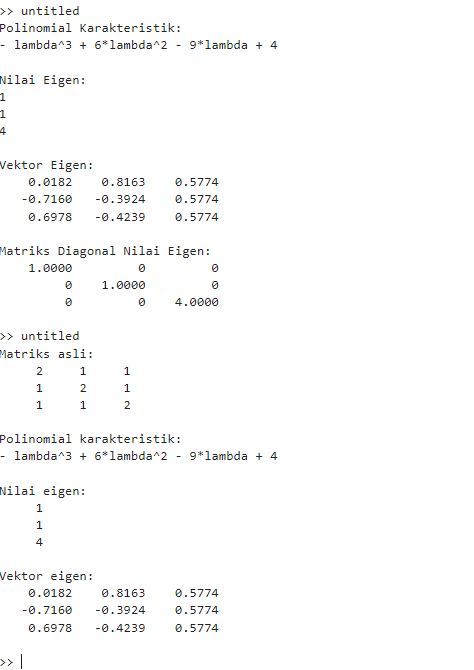 >> untitled
Polinomial Karakteristik:
- lambda^3 + 6*lambda^2 - 9*lambda + 4
Nilai Eigen:
1
1
4
Vektor Eigen:
0.0182 0.8163 0.5774
-0.7160 -0.3924 0.5774
0.6978 -0.4239 0.5774
Matriks Diagonal Nilai Eigen:
1.0000 0 0
0 1.0000 0
0 0 4.0000
>> untitled
Matriks asli:
2 1 1
1 2 1
1 1 2
Polinomial karakteristik:
- lambda^3 + 6*lambda^2 - 9*lambda + 4
Nilai eigen:
1
1
4
Vektor eigen:
0.0182 0.8163 0.5774
-0.7160 -0.3924 0.5774
0.6978 -0.4239 0.5774
>>